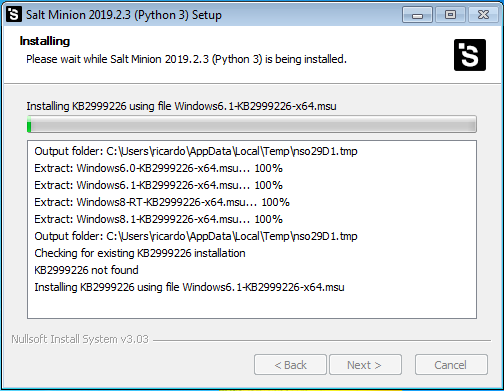 Salt Minion 2019.2.3 (Python 3) Setup
Installing
Please wait while Salt Minion 2019.2.3 (Python 3) is being installed.
Installing KB2999226 using file Windows6.1-KB2999226-x64.msu
Output folder: C:\Users\ricardo\AppData\Local\Temp\nso29D1.tmp
Extract: Windows6.0-KB2999226-x64.msu... 100%
Extract: Windows6.1-KB2999226-x64.msu... 100%
Extract: Windows8-RT-KB2999226-x64.msu... 100%
Extract: Windows8.1-KB2999226-x64.msu... 100%
Output folder: C:\Users\ricardo\AppData\Local\Temp\nso29D1.tmp
Checking for existing KB2999226 installation
KB2999226 not found
Installing KB2999226 using file Windows6.1-KB2999226-x64.msu
Nullsoft Install System v3.03
< Back Next > Cancel